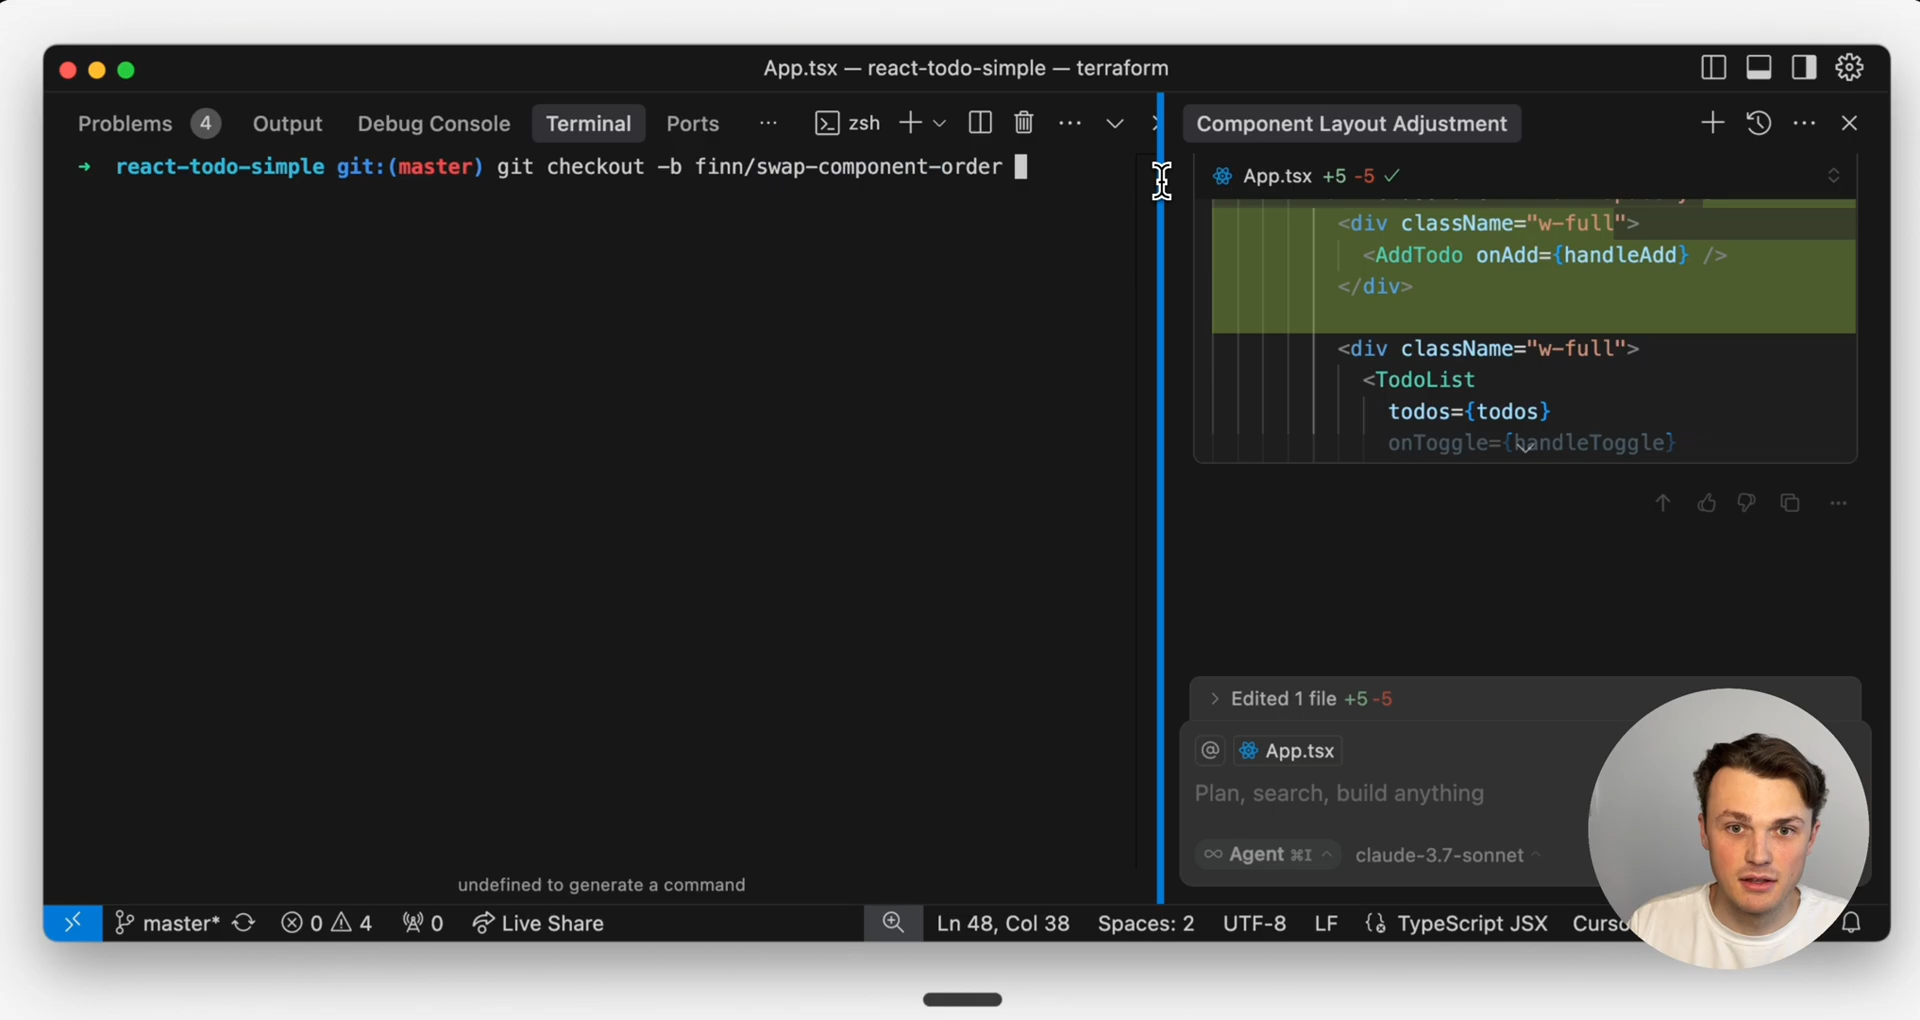 App.tsx — react-todo-simple — terraform
Problems 4 Output Debug Console Terminal Ports ··· zsh
Component Layout Adjustment
➜ react-todo-simple git:(master) git checkout -b finn/swap-component-order
App.tsx +5 -5
<div className="w-full">
<AddTodo onAdd={handleAdd} />
</div>
<div className="w-full">
<TodoList
todos={todos}
onToggle={handleToggle}
Edited 1 file +5 -5
@ App.tsx
Plan, search, build anything
Agent ⌘I claude-3.7-sonnet
undefined to generate a command
master* 0 4 0 Live Share Ln 48, Col 38 Spaces: 2 UTF-8 LF TypeScript JSX